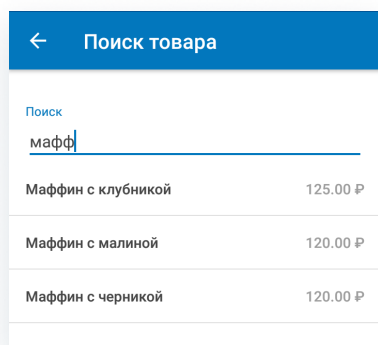 Поиск товара
Поиск
мафф
Маффин с клубникой 125.00 ₽
Маффин с малиной 120.00 ₽
Маффин с черникой 120.00 ₽